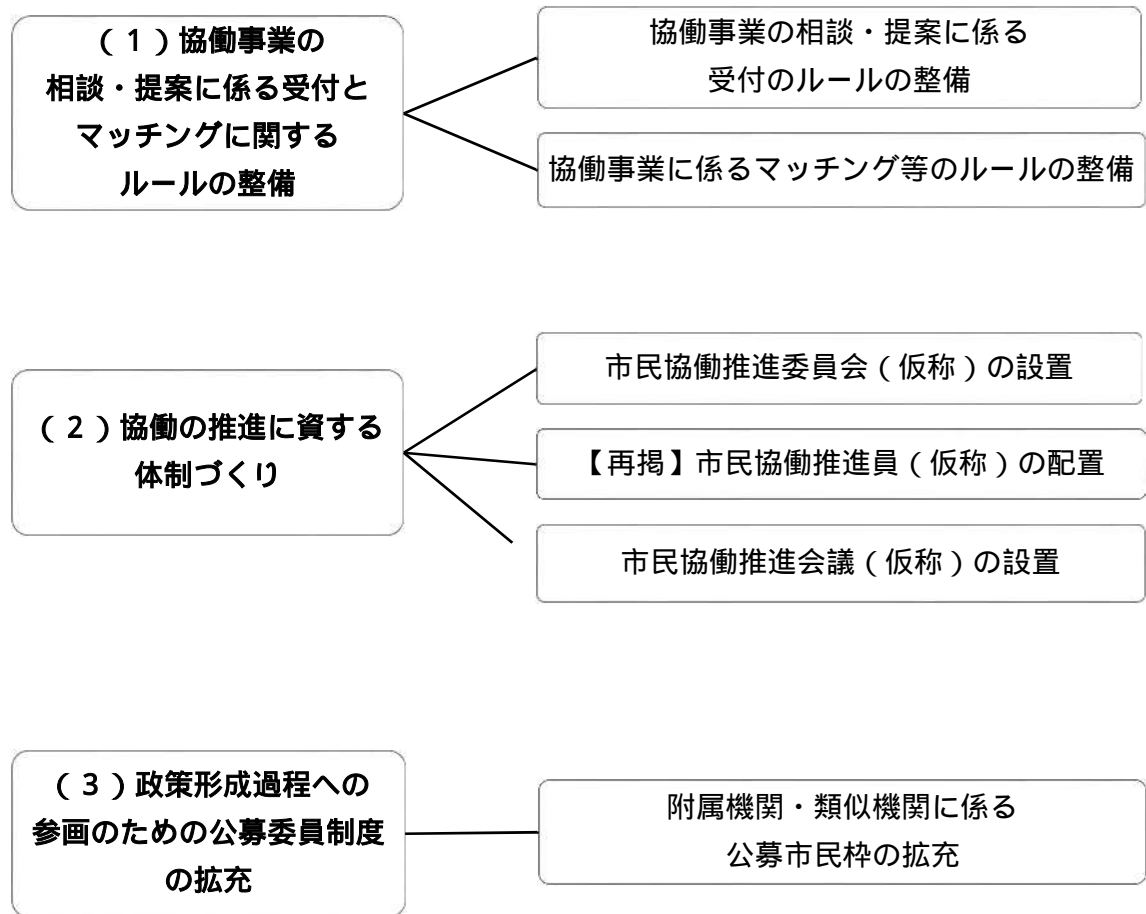 (1)協働事業の
相談・提案に係る受付と
マッチングに関する
ルールの整備
協働事業の相談・提案に係る
受付のルールの整備
協働事業に係るマッチング等のルールの整備
(2)協働の推進に資する
体制づくり
市民協働推進委員会(仮称)の設置
【再掲】市民協働推進員(仮称)の配置
市民協働推進会議(仮称)の設置
(3)政策形成過程への
参画のための公募委員制度
の拡充
附属機関・類似機関に係る
公募市民枠の拡充